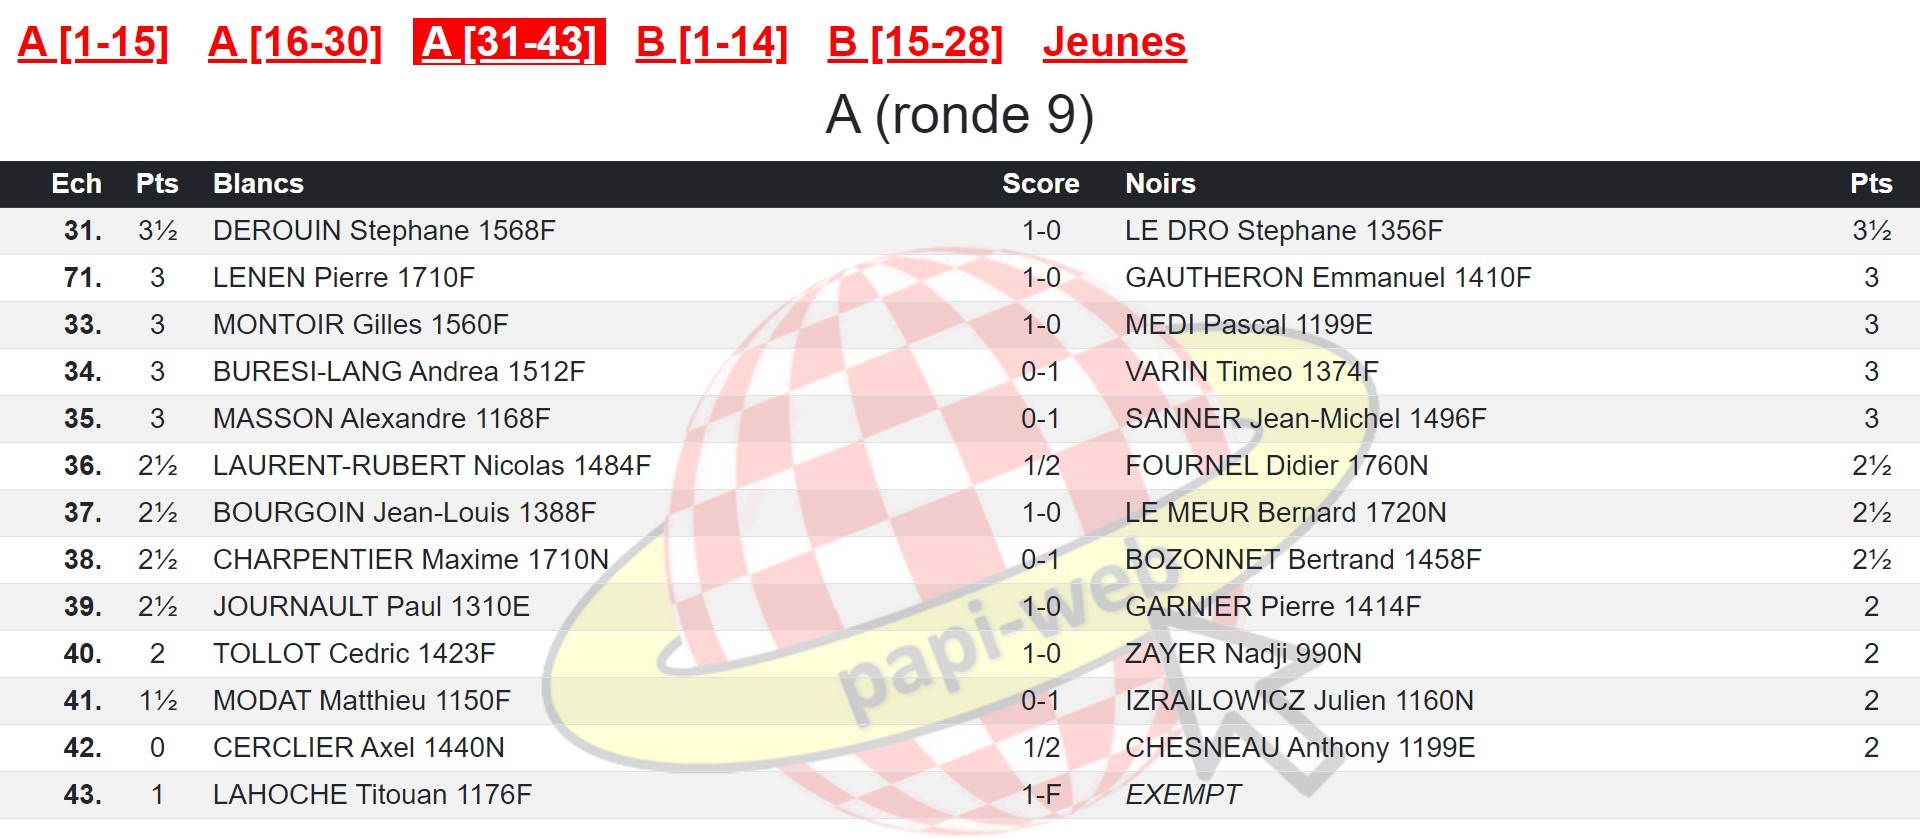 A [1-15] A [16-30] A [31-43] B [1-14] B [15-28] Jeunes
A (ronde 9)
Ech Pts Blancs Score Noirs Pts
31. 3½ DEROUIN Stephane 1568F 1-0 LE DRO Stephane 1356F 3½
71. 3 LENEN Pierre 1710F 1-0 GAUTHERON Emmanuel 1410F 3
33. 3 MONTOIR Gilles 1560F 1-0 MEDI Pascal 1199E 3
34. 3 BURESI-LANG Andrea 1512F 0-1 VARIN Timeo 1374F 3
35. 3 MASSON Alexandre 1168F 0-1 SANNER Jean-Michel 1496F 3
36. 2½ LAURENT-RUBERT Nicolas 1484F 1/2 FOURNEL Didier 1760N 2½
37. 2½ BOURGOIN Jean-Louis 1388F 1-0 LE MEUR Bernard 1720N 2½
38. 2½ CHARPENTIER Maxime 1710N 0-1 BOZONNET Bertrand 1458F 2½
39. 2½ JOURNAULT Paul 1310E 1-0 GARNIER Pierre 1414F 2
40. 2 TOLLOT Cedric 1423F 1-0 ZAYER Nadji 990N 2
41. 1½ MODAT Matthieu 1150F 0-1 IZRAILOWICZ Julien 1160N 2
42. 0 CERCLIER Axel 1440N 1/2 CHESNEAU Anthony 1199E 2
43. 1 LAHOCHE Titouan 1176F 1-F EXEMPT
papi-web